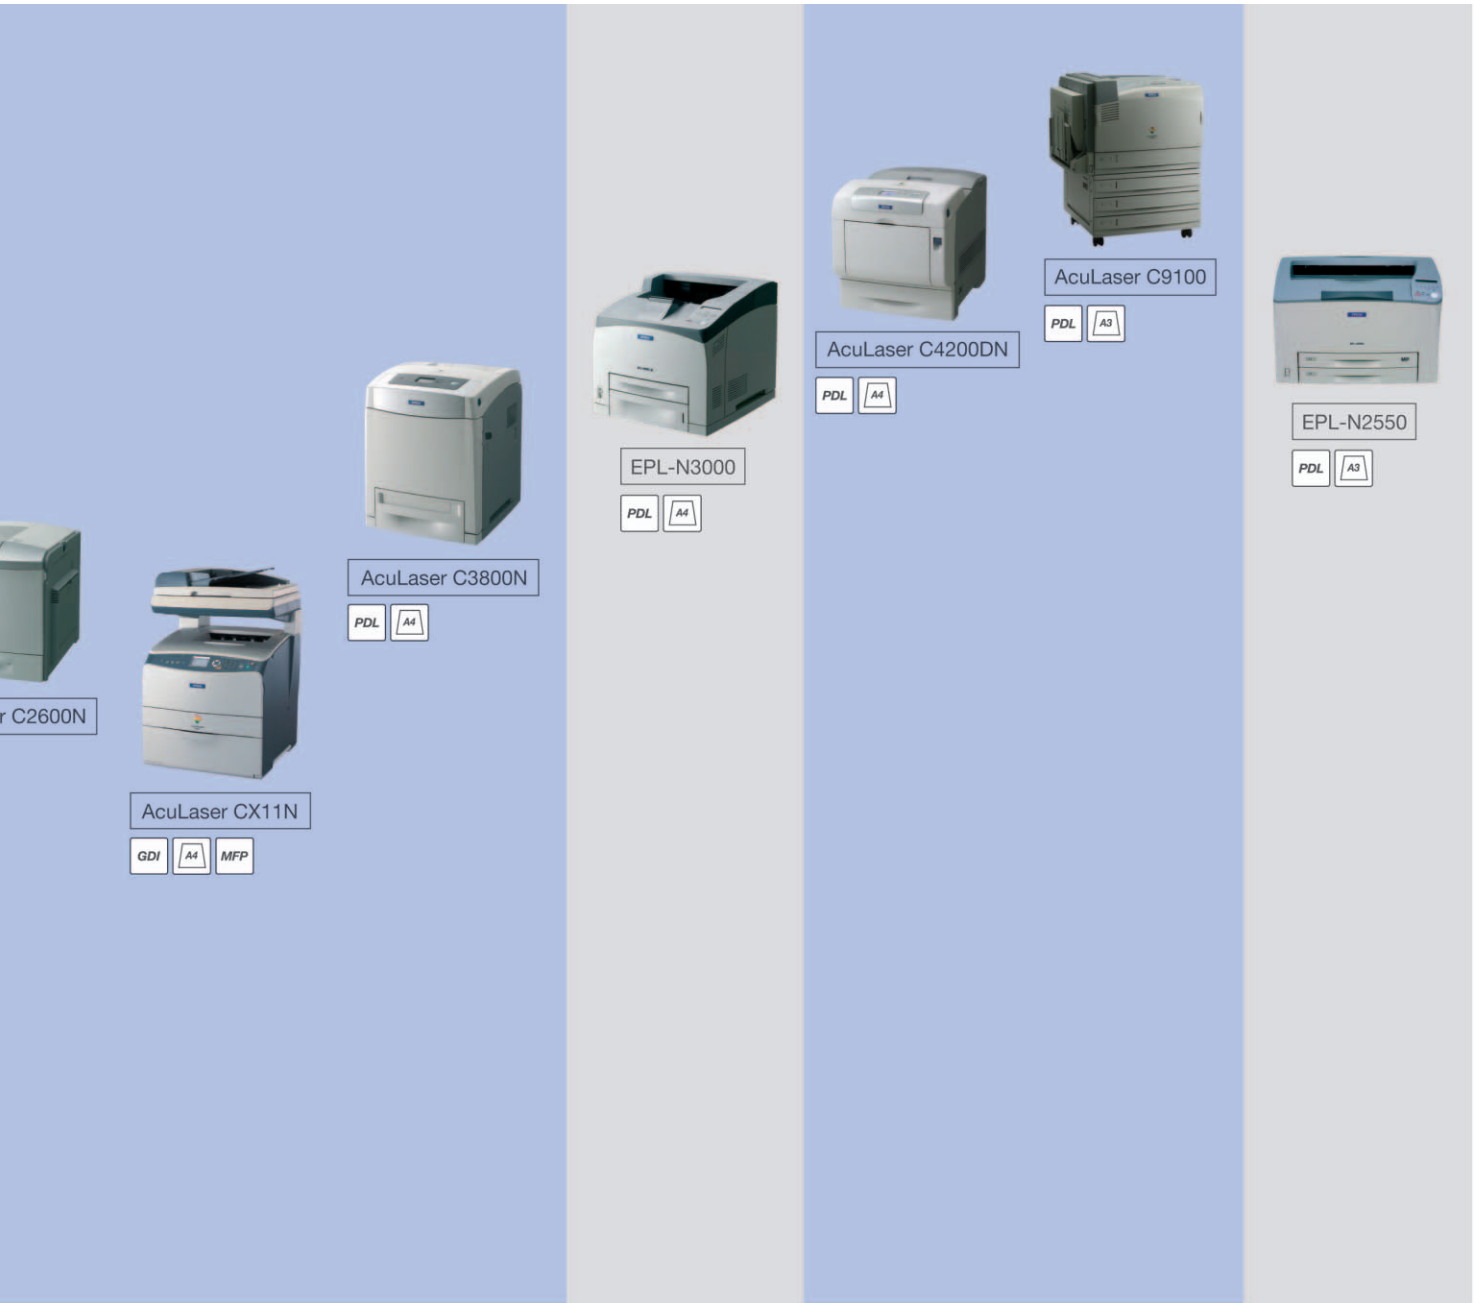 AcuLaser C9100
PDL A3
AcuLaser C4200DN
PDL A4
EPL-N2550
PDL A3
EPL-N3000
PDL A4
AcuLaser C3800N
PDL A4
r C2600N
AcuLaser CX11N
GDI A4 MFP